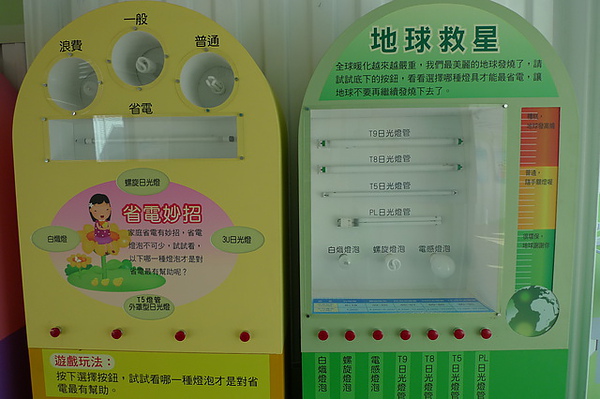 一般
浪費
普通
省電
螺旋日光燈
省電妙招
家庭省電有妙招，省電
燈泡不可少，試試看，
以下哪一種燈泡才是對
省電最有幫助呢？
白熾燈
3U日光燈
T5燈管
外罩型日光燈
遊戲玩法：
按下選擇按鈕，試試看哪一種燈泡才是對省
電最有幫助。
地球救星
全球暖化越來越嚴重，我們最美麗的地球發燒了，請
試試底下的按鈕，看看選擇哪種燈具才能最省電，讓
地球不要再繼續發燒下去了。
T9日光燈管
T8日光燈管
T5日光燈管
PL日光燈管
白熾燈泡
螺旋燈泡
電感燈泡
普通，
白熾燈泡
螺旋燈泡
電感燈泡
T9日光燈管
T8日光燈管
T5日光燈管
PL日光燈管